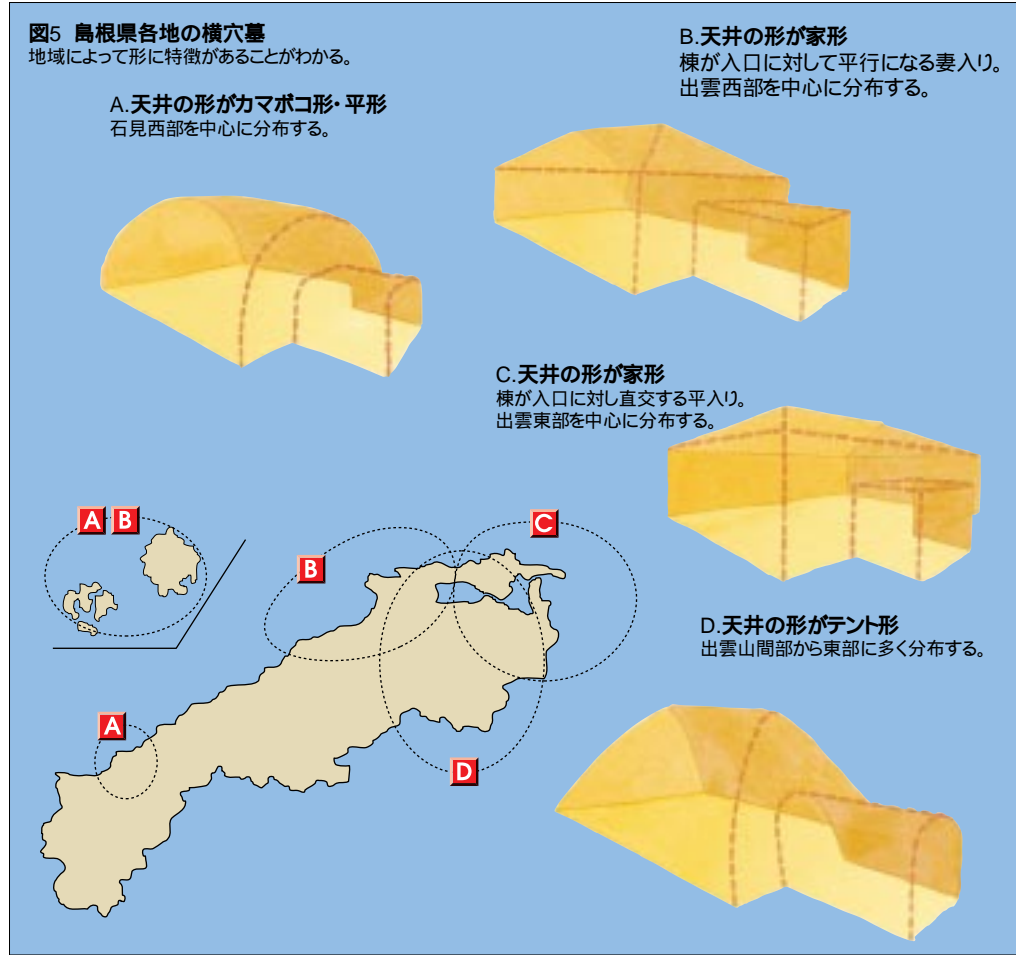 図5 島根県各地の横穴墓
地域によって形に特徴があることがわかる。
A.天井の形がカマボコ形・平形
石見西部を中心に分布する。
B.天井の形が家形
棟が入口に対して平行になる妻入り。
出雲西部を中心に分布する。
C.天井の形が家形
棟が入口に対し直交する平入り。
出雲東部を中心に分布する。
D.天井の形がテント形
出雲山間部から東部に多く分布する。
A B
B
C
A
D